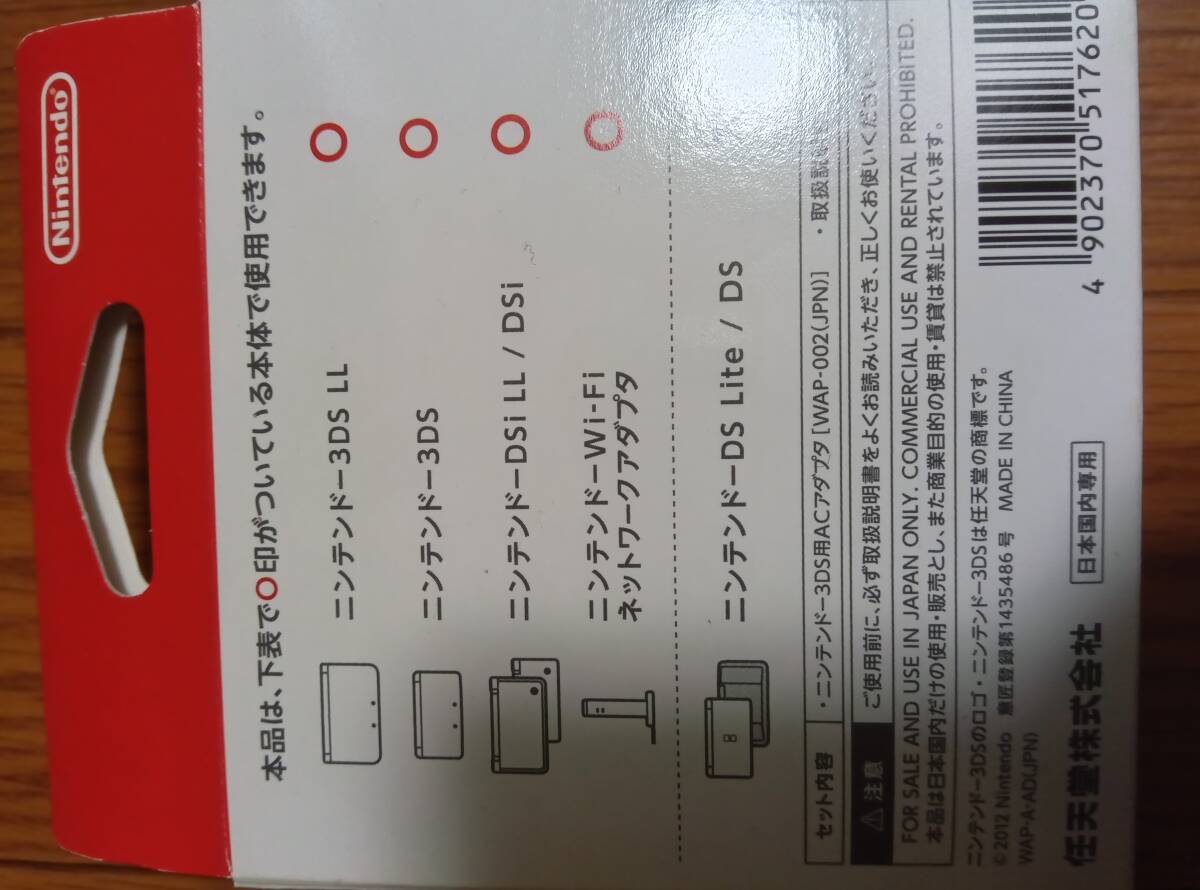 Nintendo®
本品は、下表で○印がついている本体で使用できます。
ニンテンドー3DS LL ○
ニンテンドー3DS ○
ニンテンドーDSi LL / DSi ○
ニンテンドーWi-Fi
ネットワークアダプタ ○
ニンテンドーDS Lite / DS
セット内容 ・ニンテンドー3DS用ACアダプタ [WAP-002(JPN)] ・取扱説
注意 ご使用前に、必ず取扱説明書をよくお読みいただき、正しくお使いください。
FOR SALE AND USE IN JAPAN ONLY. COMMERCIAL USE AND RENTAL PROHIBITED.
本品は日本国内だけの使用・販売とし、また商業目的の使用・賃貸は禁止されています。
ニンテンドー3DSのロゴ・ニンテンドー3DSは任天堂の商標です。
© 2012 Nintendo 意匠登録第1435486号 MADE IN CHINA
WAP-A-AD(JPN)
任天堂株式会社 日本国内専用
4 902370 517620